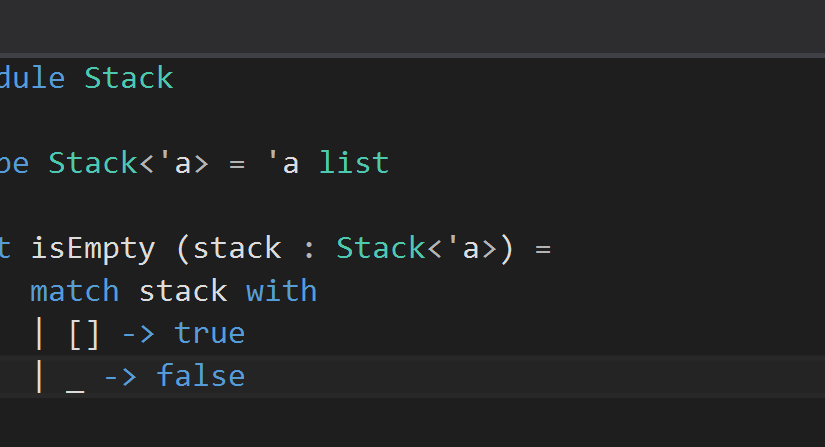 dule Stack
pe Stack<'a> = 'a list
t isEmpty (stack : Stack<'a>) =
match stack with
| [] -> true
| _ -> false